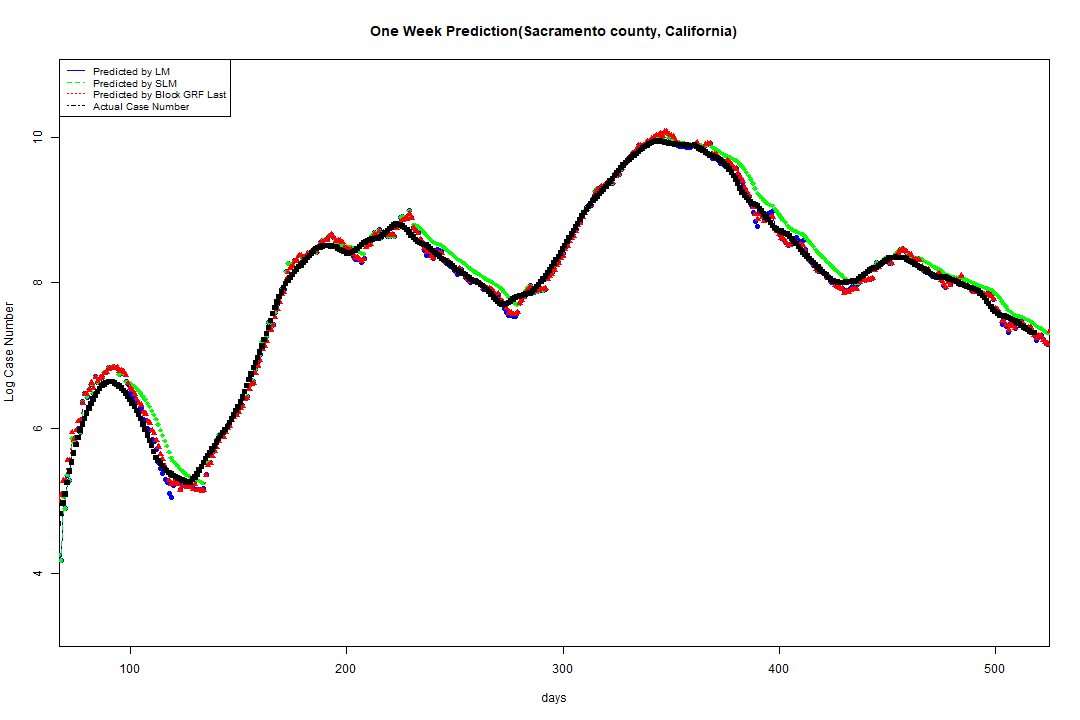 One Week Prediction(Sacramento county, California)
Predicted by LM
Predicted by SLM
Predicted by Block GRF Last
Actual Case Number
10
8
6
4
Log Case Number
100 200 300 400 500
days